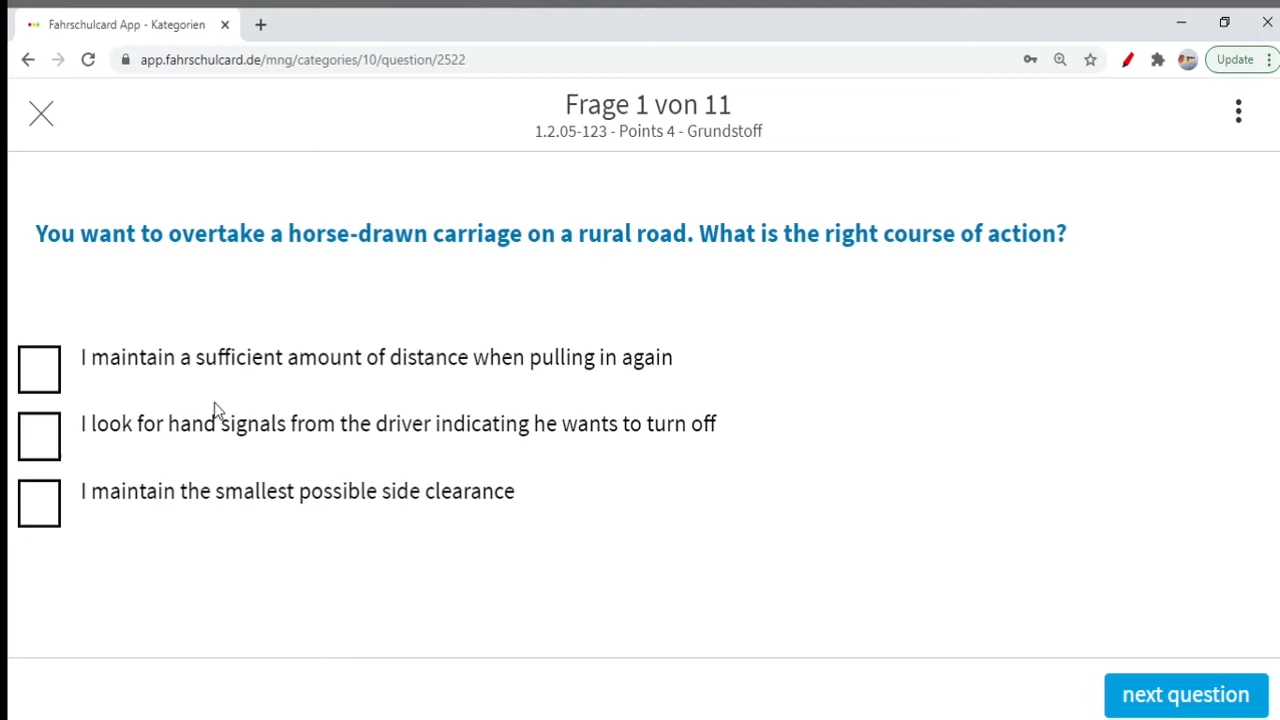 Fahrschulcard App - Kategorien
app.fahrschulcard.de/mng/categories/10/question/2522
Update
Frage 1 von 11
1.2.05-123 - Points 4 - Grundstoff
You want to overtake a horse-drawn carriage on a rural road. What is the right course of action?
I maintain a sufficient amount of distance when pulling in again
I look for hand signals from the driver indicating he wants to turn off
I maintain the smallest possible side clearance
next question